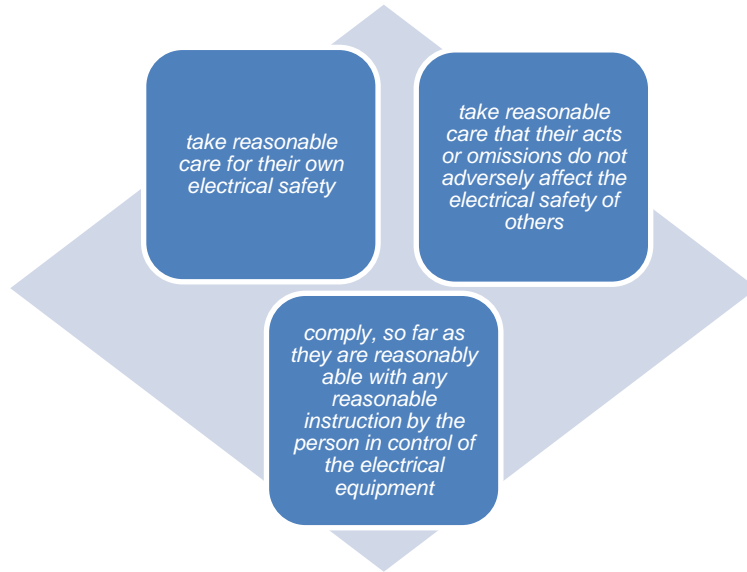 take reasonable
care for their own
electrical safety
take reasonable
care that their acts
or omissions do not
adversely affect the
electrical safety of
others
comply, so far as
they are reasonably
able with any
reasonable
instruction by the
person in control of
the electrical
equipment